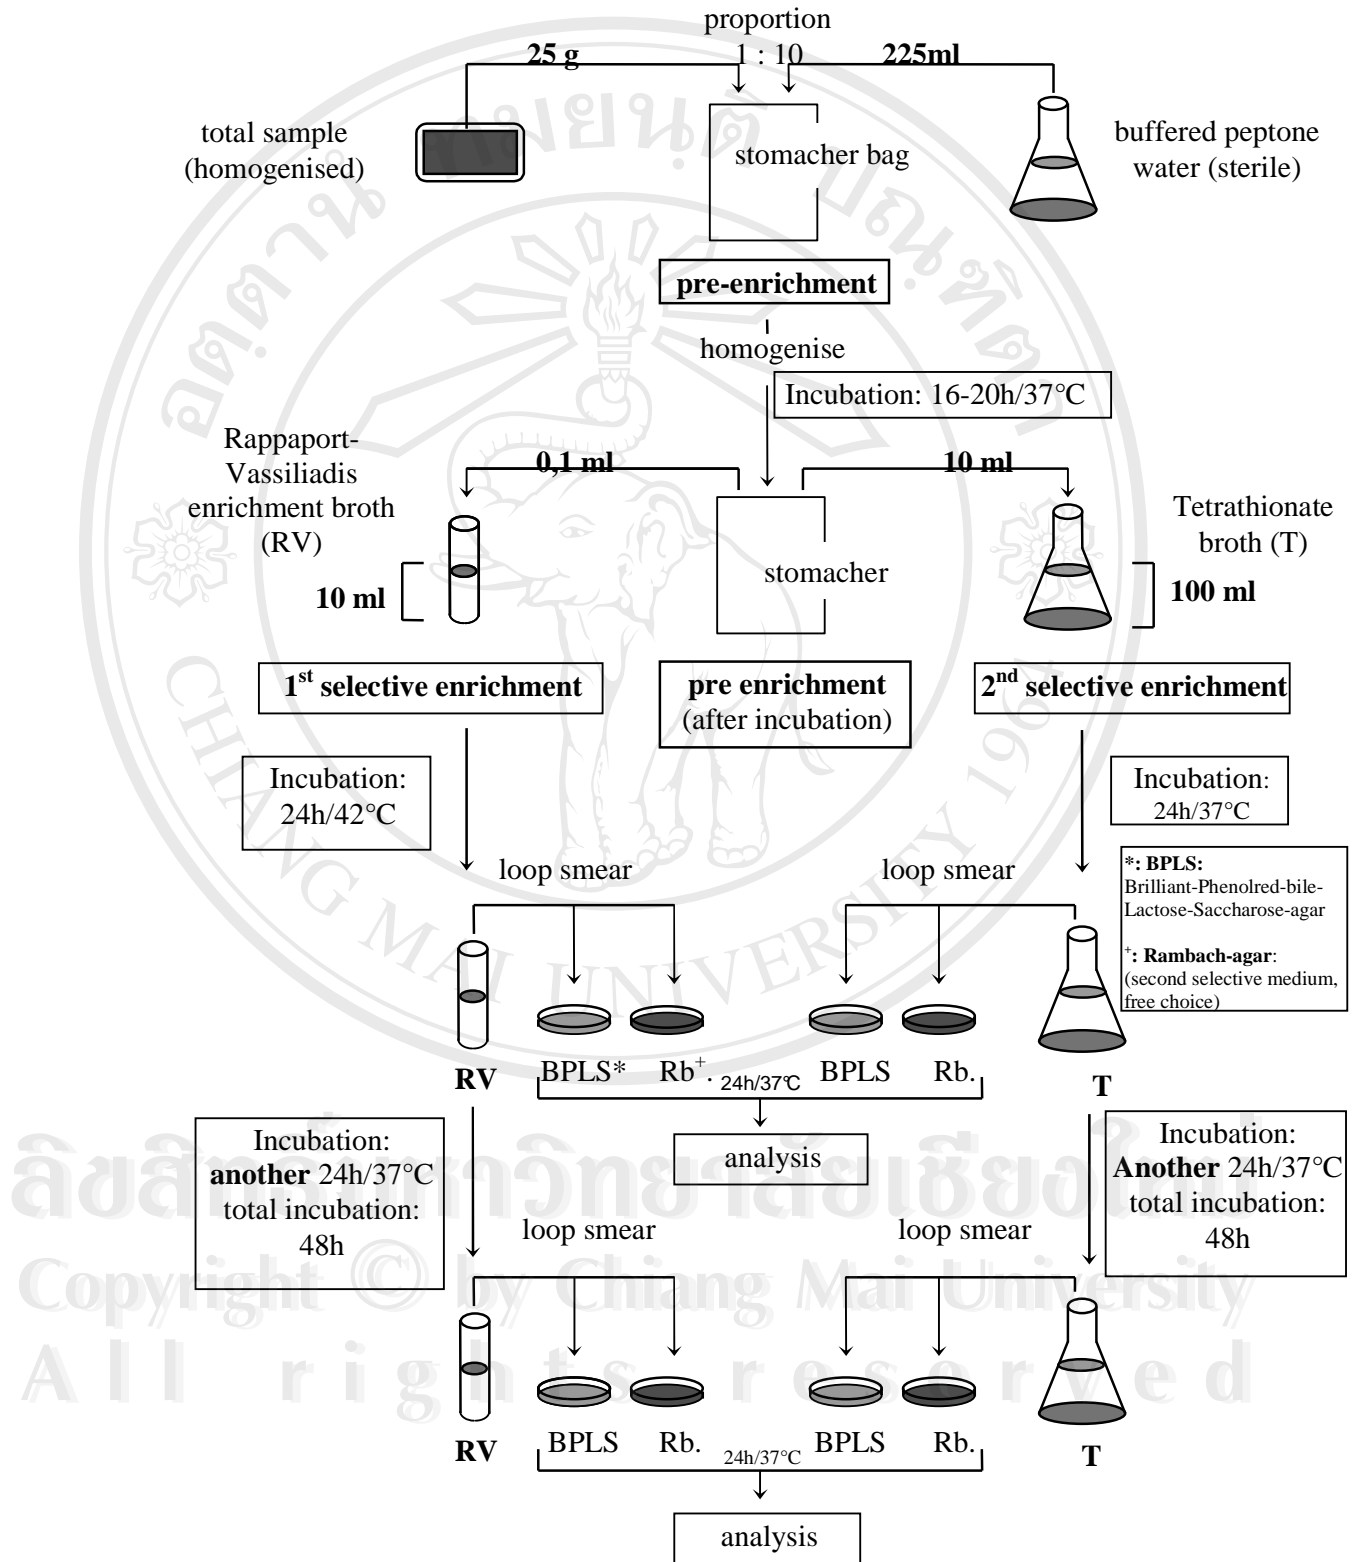 proportion
1 : 10
25 g
225ml
total sample
(homogenised)
stomacher bag
buffered peptone
water (sterile)
pre-enrichment
homogenise
Incubation: 16-20h/37°C
Rappaport-
Vassiliadis
enrichment broth
(RV)
10 ml
0,1 ml
10 ml
stomacher
Tetrathionate
broth (T)
100 ml
1st selective enrichment
pre enrichment
(after incubation)
2nd selective enrichment
Incubation:
24h/42°C
Incubation:
24h/37°C
loop smear
loop smear
*: BPLS:
Brilliant-Phenolred-bile-
Lactose-Saccharose-agar
+: Rambach-agar:
(second selective medium,
free choice)
RV
BPLS*
Rb+.
24h/37°C
BPLS
Rb.
T
analysis
Incubation:
another 24h/37°C
total incubation:
48h
Incubation:
Another 24h/37°C
total incubation:
48h
loop smear
loop smear
RV
BPLS
Rb.
24h/37°C
BPLS
Rb.
T
analysis
CHIANG MAI UNIVERSITY 1964
ลิขสิทธิ์มหาวิทยาลัยเชียงใหม่
Copyright © by Chiang Mai University
All rights reserved